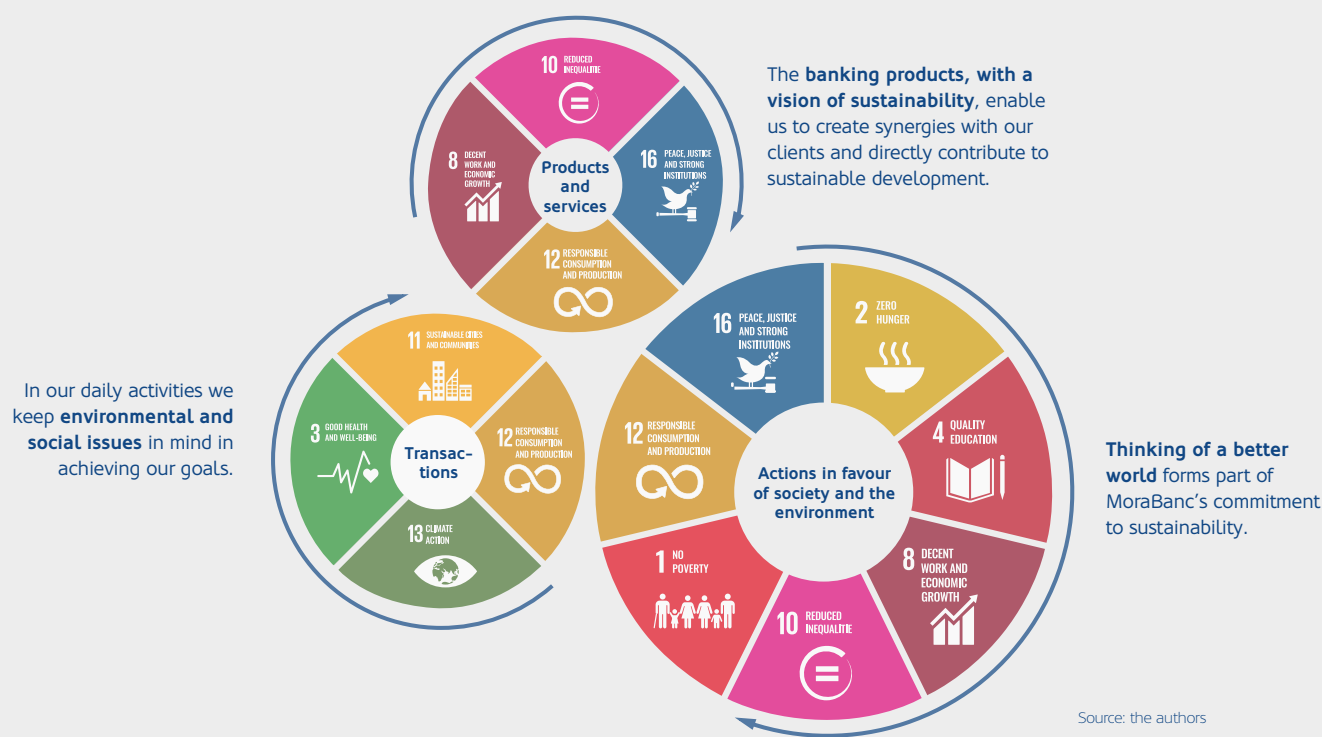 10 REDUCED
INEQUALITIE
8 DECENT
WORK AND
ECONOMIC
GROWTH
Products
and
services
16 PEACE, JUSTICE
AND STRONG
INSTITUTIONS
12 RESPONSIBLE
CONSUMPTION
AND PRODUCTION
The banking products, with a
vision of sustainability, enable
us to create synergies with our
clients and directly contribute to
sustainable development.
In our daily activities we
keep environmental and
social issues in mind in
achieving our goals.
11 SUSTAINABLE CITIES
AND COMMUNITIES
3 GOOD HEALTH
AND WELL-BEING
Transac-
tions
12 RESPONSIBLE
CONSUMPTION
AND PRODUCTION
13 CLIMATE
ACTION
16 PEACE, JUSTICE
AND STRONG
INSTITUTIONS
2 ZERO
HUNGER
12 RESPONSIBLE
CONSUMPTION
AND PRODUCTION
4 QUALITY
EDUCATION
Actions in favour
of society and the
environment
1 NO
POVERTY
8 DECENT
WORK AND
ECONOMIC
GROWTH
10 REDUCED
INEQUALITIE
Thinking of a better
world forms part of
MoraBanc’s commitment
to sustainability.
Source: the authors